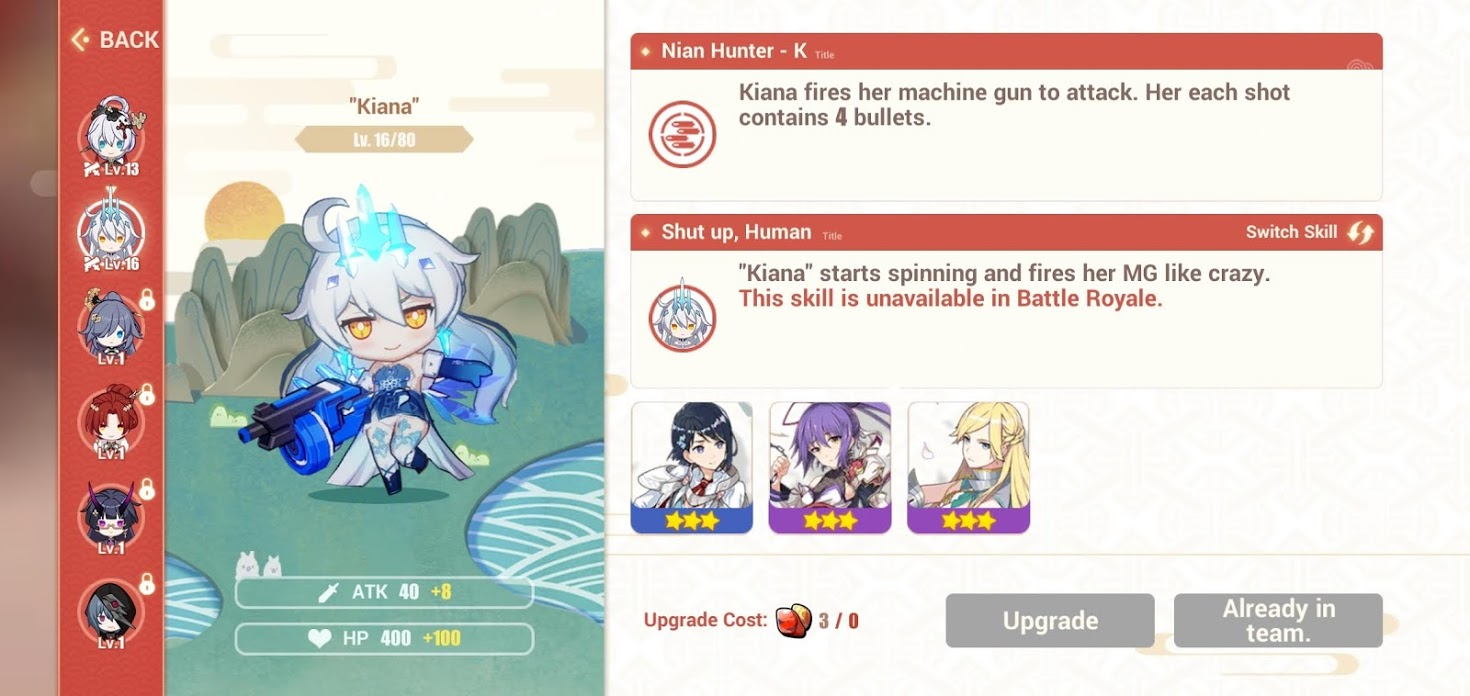 BACK
Lv.13
Lv.16
Lv.1
Lv.1
Lv.1
Lv.1
"Kiana"
Lv. 16/80
ATK 40 +8
HP 400 +100
Nian Hunter - K Title
Kiana fires her machine gun to attack. Her each shot
contains 4 bullets.
Shut up, Human Title
Switch Skill
"Kiana" starts spinning and fires her MG like crazy.
This skill is unavailable in Battle Royale.
Upgrade Cost: 3 / 0
Upgrade
Already in
team.